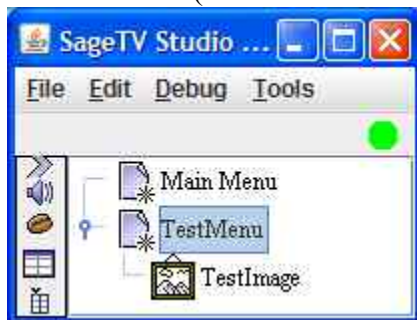 SageTV Studio ...
File Edit Debug Tools
Main Menu
TestMenu
TestImage